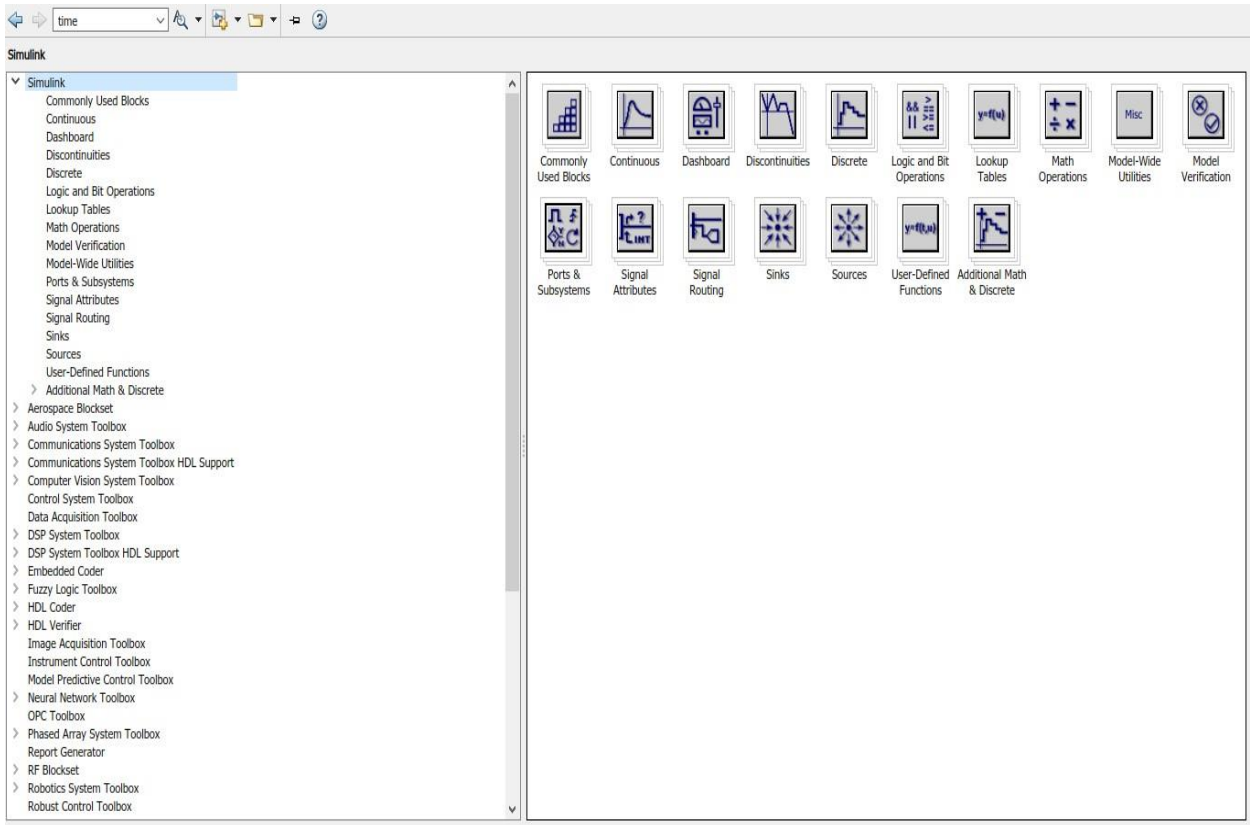 time
Simulink
Simulink
Commonly Used Blocks
Continuous
Dashboard
Discontinuities
Discrete
Logic and Bit Operations
Lookup Tables
Math Operations
Model Verification
Model-Wide Utilities
Ports & Subsystems
Signal Attributes
Signal Routing
Sinks
Sources
User-Defined Functions
Additional Math & Discrete
Aerospace Blockset
Audio System Toolbox
Communications System Toolbox
Communications System Toolbox HDL Support
Computer Vision System Toolbox
Control System Toolbox
Data Acquisition Toolbox
DSP System Toolbox
DSP System Toolbox HDL Support
Embedded Coder
Fuzzy Logic Toolbox
HDL Coder
HDL Verifier
Image Acquisition Toolbox
Instrument Control Toolbox
Model Predictive Control Toolbox
Neural Network Toolbox
OPC Toolbox
Phased Array System Toolbox
Report Generator
RF Blockset
Robotics System Toolbox
Robust Control Toolbox
Commonly
Used Blocks
Continuous
Dashboard
Discontinuities
Discrete
&& >
|| ==
<=
Logic and Bit
Operations
y=f(u)
Lookup
Tables
+ −
÷ ×
Math
Operations
Misc
Model-Wide
Utilities
Model
Verification
Y
N
Ports &
Subsystems
?
INT
Signal
Attributes
Signal
Routing
Sinks
Sources
y=f(t,u)
User-Defined
Functions
+ −
Additional Math
& Discrete